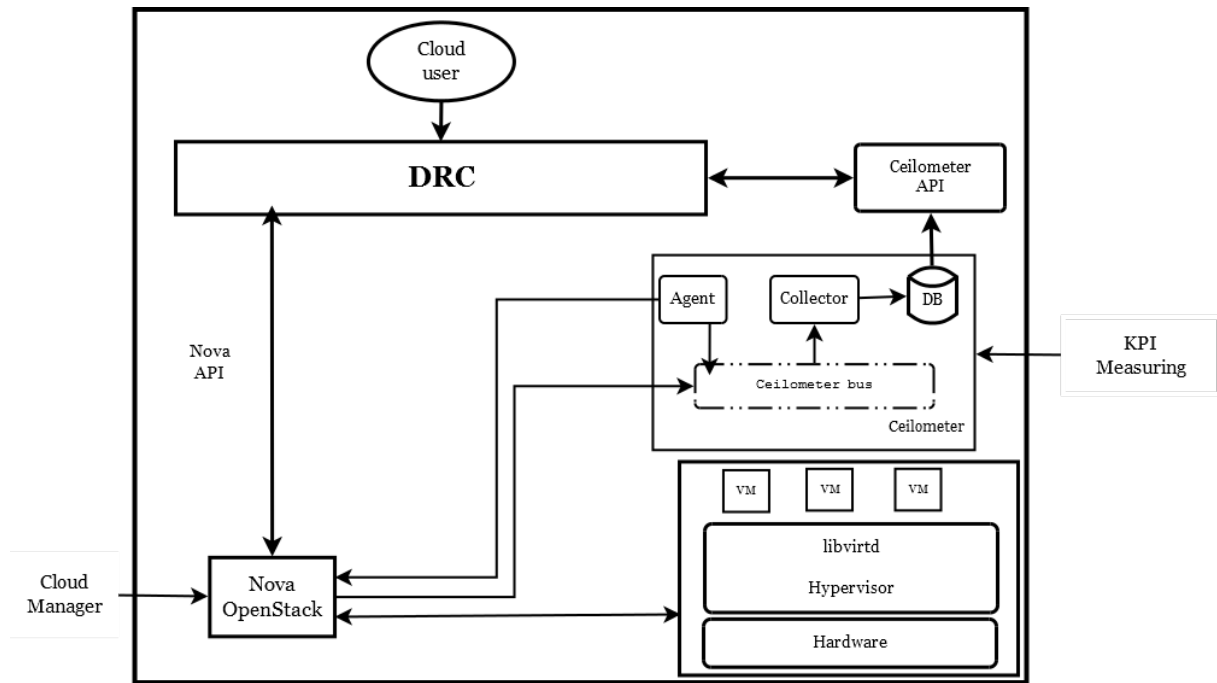 Cloud
user
DRC
Ceilometer
API
Agent
Collector
DB
Nova
API
KPI
Measuring
Ceilometer bus
Ceilometer
VM
VM
VM
libvirtd
Hypervisor
Cloud
Manager
Nova
OpenStack
Hardware